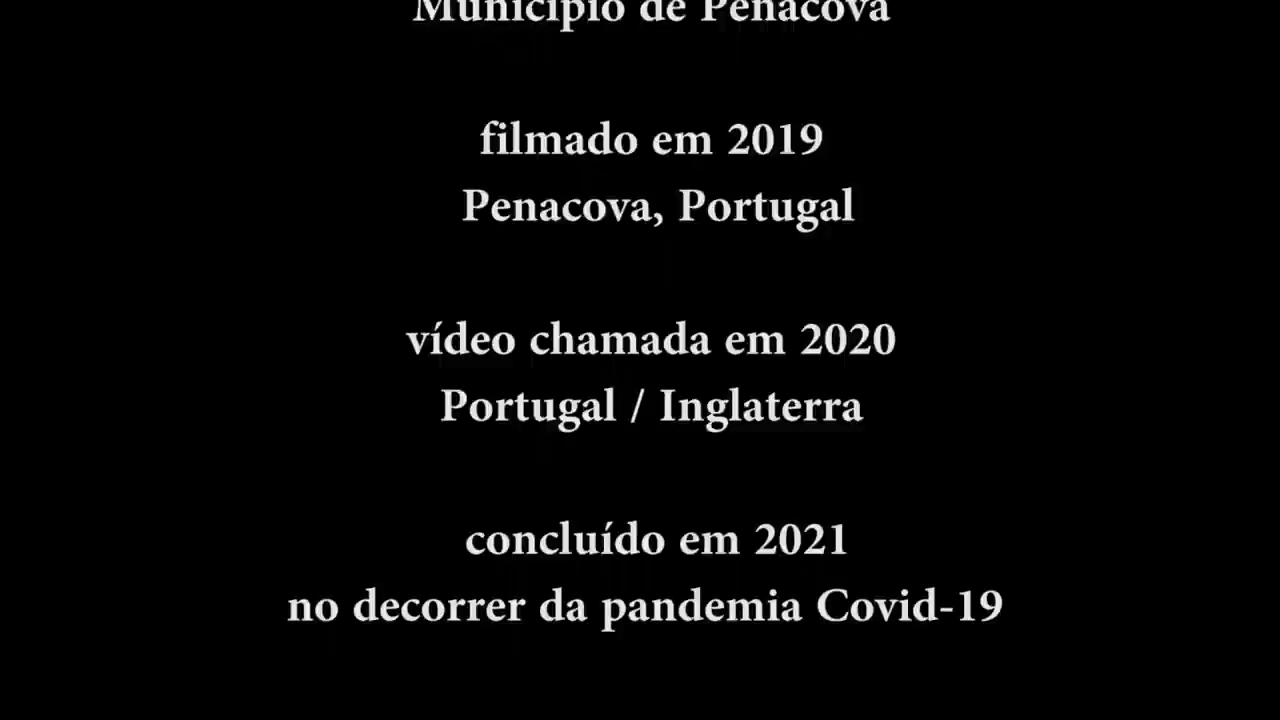 Município de Penacova
filmado em 2019
Penacova, Portugal
vídeo chamada em 2020
Portugal / Inglaterra
concluído em 2021
no decorrer da pandemia Covid-19